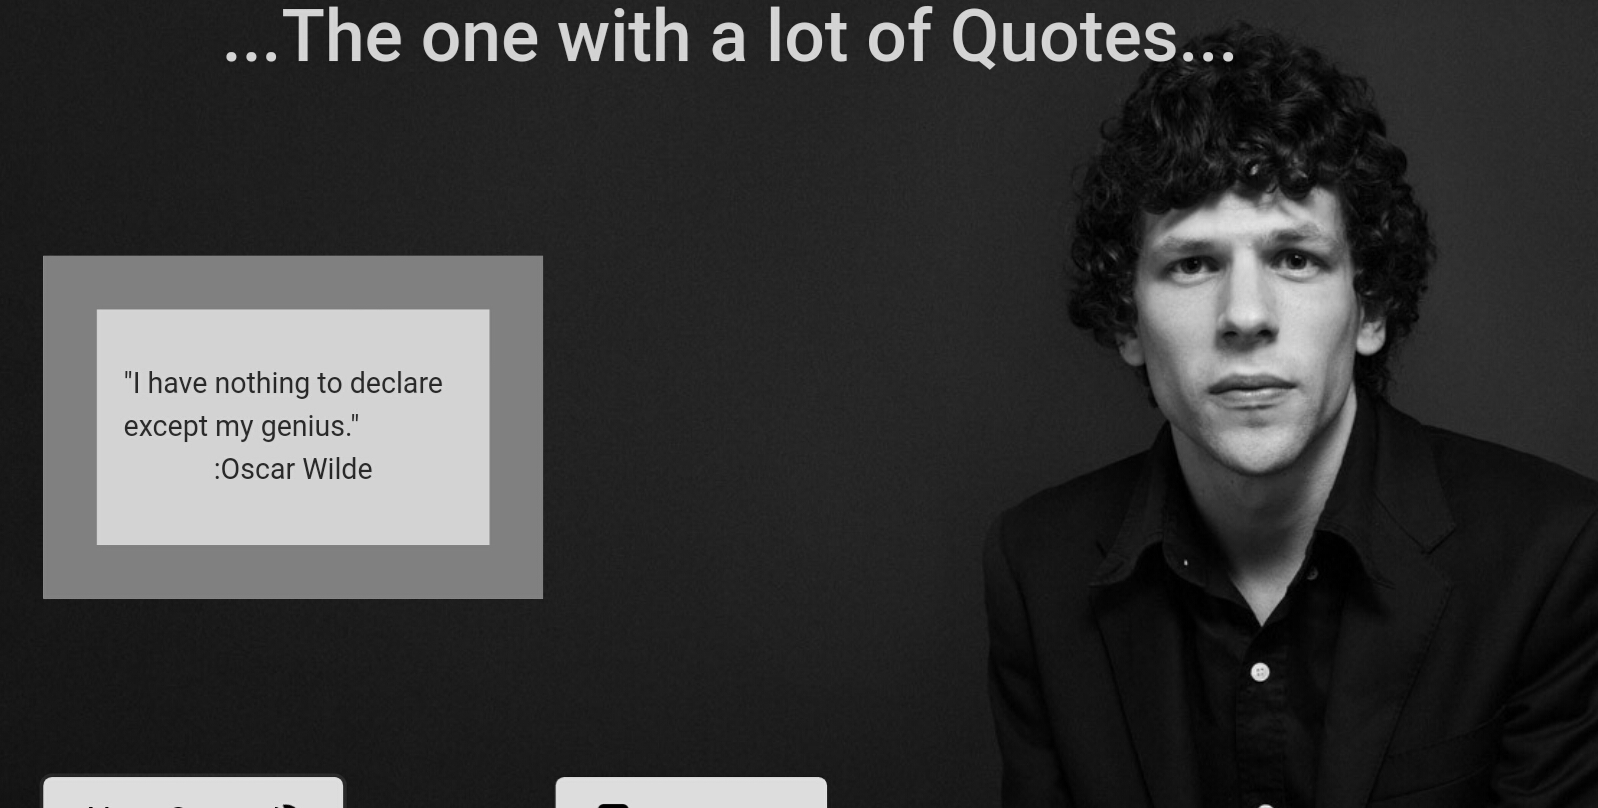 ...The one with a lot of Quotes...
"I have nothing to declare
except my genius."
:Oscar Wilde